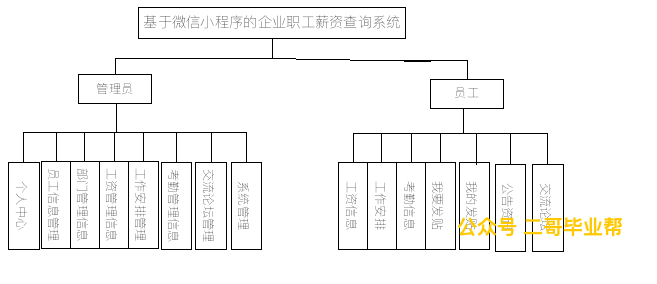 基于微信小程序的企业职工薪资查询系统
管理员
员工
个人中心
员工信息管理
部门管理信息
工资管理信息
工作安排管理
考勤管理信息
交流论坛管理
系统管理
工资信息
工作安排
考勤信息
我要发贴
我的发贴
公告资讯
交流论坛
公众号 二哥毕业帮